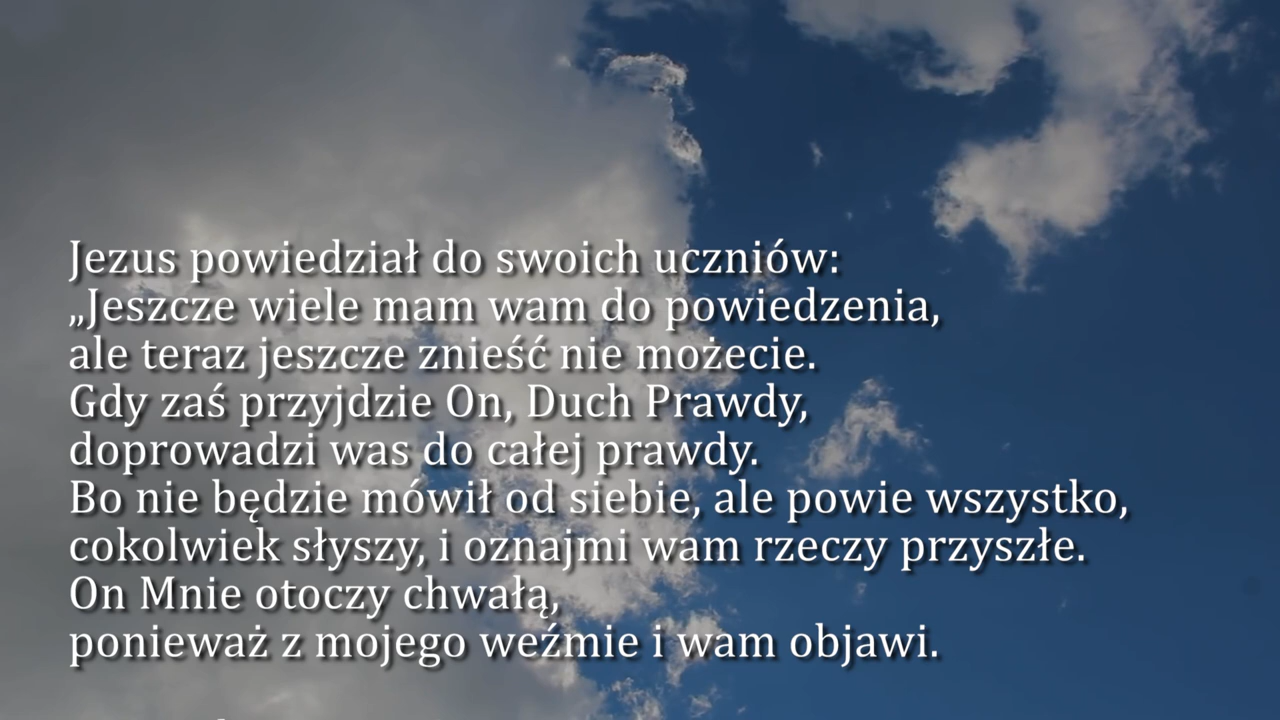 Jezus powiedział do swoich uczniów:
„Jeszcze wiele mam wam do powiedzenia,
ale teraz jeszcze znieść nie możecie.
Gdy zaś przyjdzie On, Duch Prawdy,
doprowadzi was do całej prawdy.
Bo nie będzie mówił od siebie, ale powie wszystko,
cokolwiek słyszy, i oznajmi wam rzeczy przyszłe.
On Mnie otoczy chwałą,
ponieważ z mojego weźmie i wam objawi.